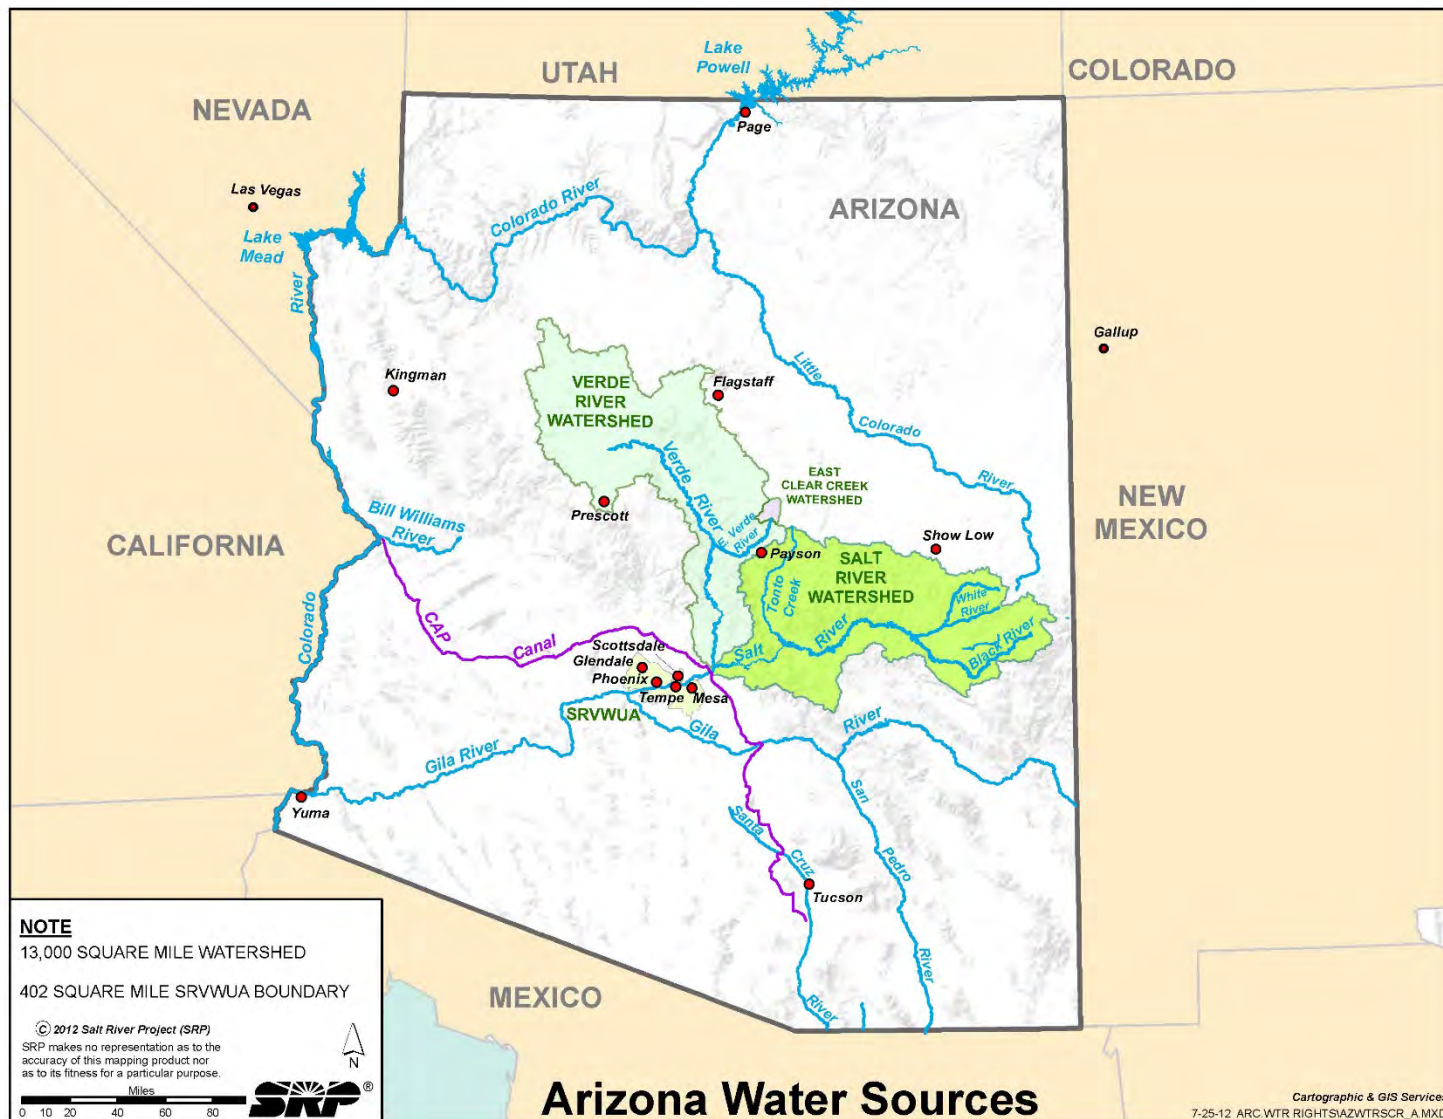 Lake
Powell
UTAH
COLORADO
NEVADA
Page
Las Vegas
Colorado River
ARIZONA
Lake
Mead
River
Gallup
Little
Kingman
VERDE
RIVER
WATERSHED
Flagstaff
Colorado
Verde River
EAST
CLEAR CREEK
WATERSHED
River
NEW
MEXICO
Prescott
Bill Williams
River
E. Verde
River
CALIFORNIA
Payson
Show Low
SALT
RIVER
WATERSHED
Tonto
Creek
White
River
River
Black River
Colorado
CAP
Canal
Scottsdale
Glendale
Phoenix
Salt
Tempe
Mesa
SRVWUA
Gila
River
Gila River
Yuma
San
Santa
Cruz
Pedro
Tucson
River
River
MEXICO
NOTE
13,000 SQUARE MILE WATERSHED
402 SQUARE MILE SRVWUA BOUNDARY
© 2012 Salt River Project (SRP)
SRP makes no representation as to the
accuracy of this mapping product nor
as to its fitness for a particular purpose.
N
Miles
0 10 20 40 60 80
SRP®
Arizona Water Sources
Cartographic & GIS Services
7-25-12 ARC.WTR RIGHTS\AZWTRSCR_A.MXD